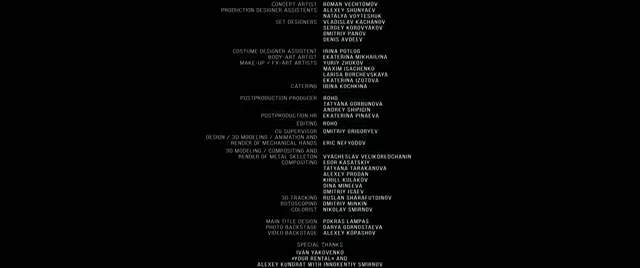 CONCEPT ARTIST ROMAN VECHTOMOV
PRODUCTION DESIGNER ASSISTENTS ALEXEY SHUNYAEV
NATALYA VOYTESHUK
SET DESIGNERS VLADISLAV KACHANOV
SERGEY KOROVYAKOV
DMITRIY PANOV
DENIS AVDEEV
COSTUME DESIGNER ASSISTENT IRINA POTLOG
BODY-ART ARTIST EKATERINA MIKHAILINA
MAKE-UP / FX-ART ARTISTS YURIY ZHUKOV
MAXIM ISACHENKO
LARISA BURCHEVSKAYA
EKATERINA IZOTOVA
CATERING IRINA KOCHKINA
POSTPRODUCTION PRODUCER ROHO
TATYANA GORBUNOVA
ANDREY SHIPIGIN
POSTPRODUCTION HR EKATERINA PINAEVA
EDITING ROHO
CG SUPERVISOR DMITRIY GRIGORYEV
DESIGN / 3D MODELING / ANIMATION AND
RENDER OF MECHANICAL HANDS ERIC NEFYODOV
3D MODELING / COMPOSITING AND
RENDER OF METAL SKELETON VYACHESLAV VELIKOREDCHANIN
COMPOSITING EGOR KASATSKIY
TATYANA TARAKANOVA
ALEXEY PRODAN
KIRILL KULAKOV
DINA MINEEVA
DMITRIY ISAEV
3D TRACKING RUSLAN SHARAFUTDINOV
ROTOSCOPING DMITRIY MINKIN
COLORIST NIKOLAY SMIRNOV
MAIN TITLE DESIGN POKRAS LAMPAS
PHOTO BACKSTAGE DARYA GORNOSTAEVA
VIDEO BACKSTAGE ALEXEY KOPASHOV
SPECIAL THANKS
IVAN YAKOVENKO
«YOUR RENTAL» AND
ALEXEY KUNDRAT WITH INNOKENTIY SMIRNOV